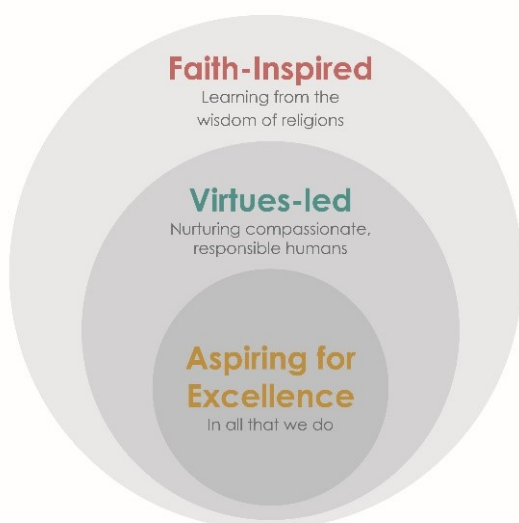 Faith-Inspired
Learning from the
wisdom of religions
Virtues-led
Nurturing compassionate,
responsible humans
Aspiring for
Excellence
In all that we do